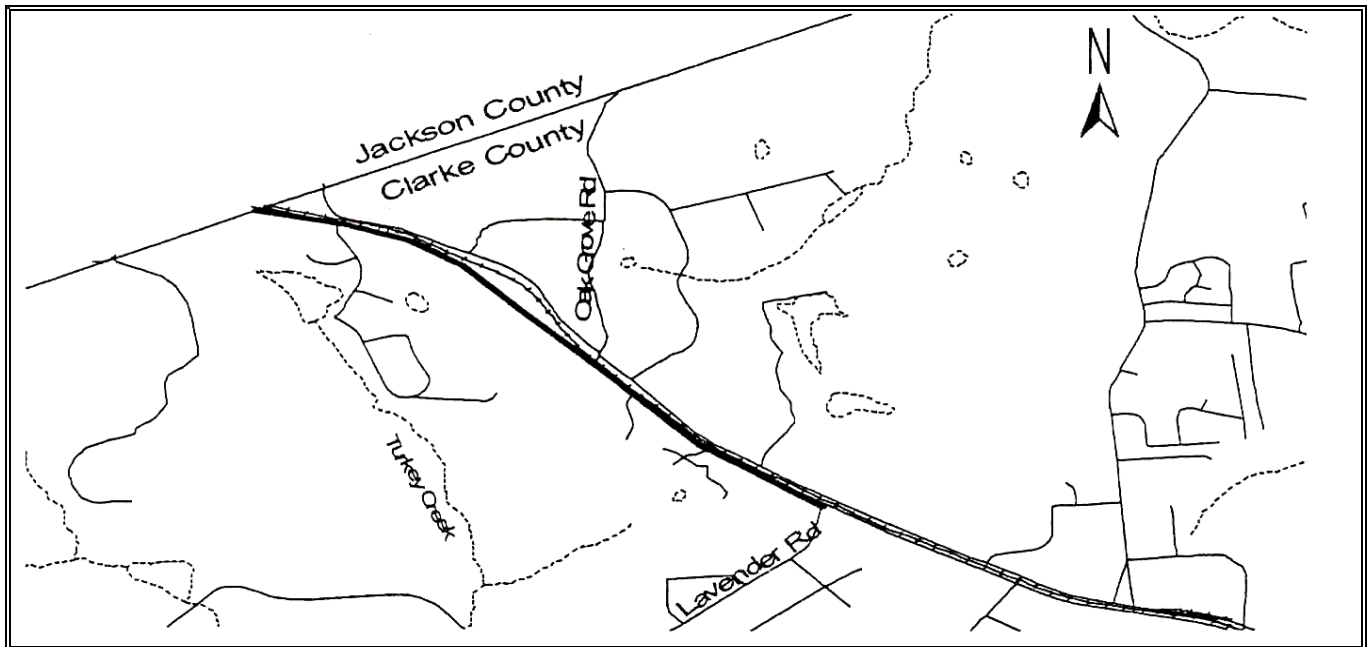 N
Jackson County
Clarke County
Oak Grove Rd
Turkey Creek
Lavender Rd